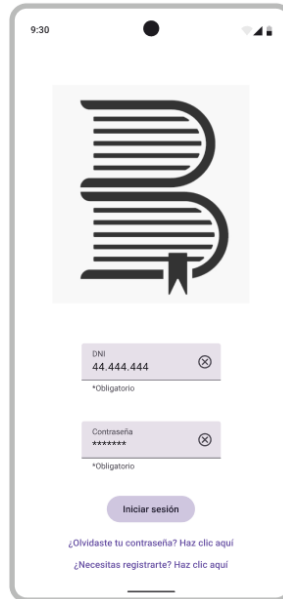 9:30
DNI
44.444.444
*Obligatorio
Contraseña
*******
*Obligatorio
Iniciar sesión
¿Olvidaste tu contraseña? Haz clic aquí
¿Necesitas registrarte? Haz clic aquí